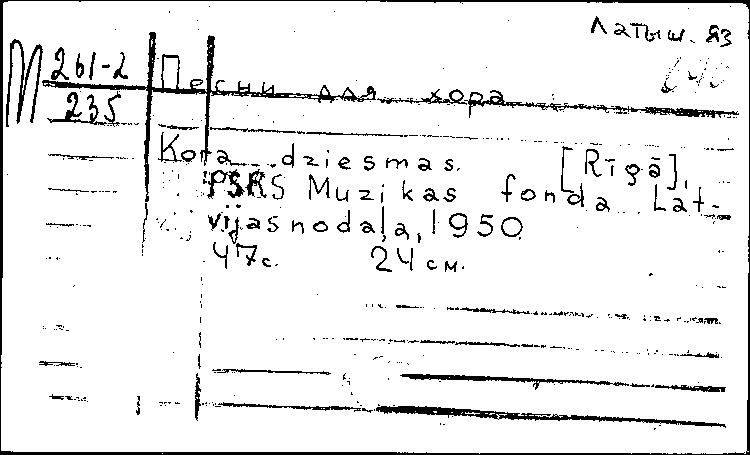 Латыш. яз
М 261-2
235
Песни для хора
Kora dziesmas. [Rīgā],
PSRS Muzikas fonda Lat-
vijas nodaļa, 1950
47с. 24 см.